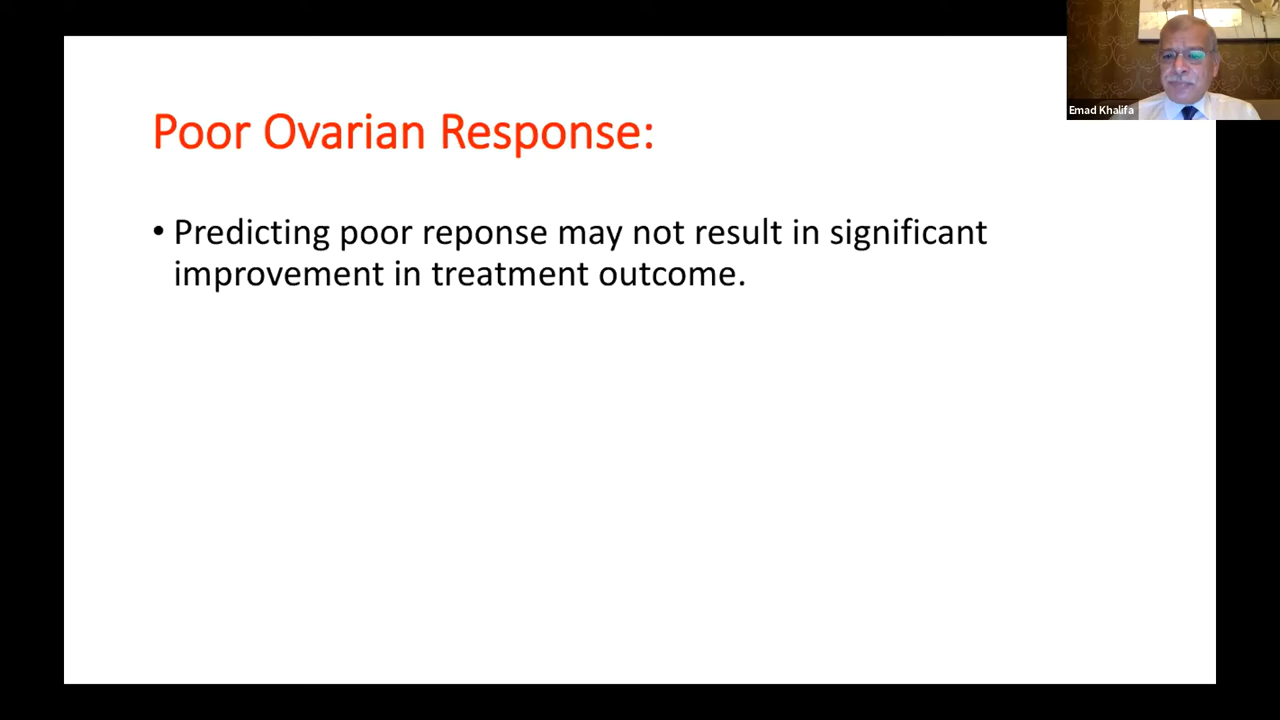 Emad Khalifa
Poor Ovarian Response:
• Predicting poor reponse may not result in significant
improvement in treatment outcome.